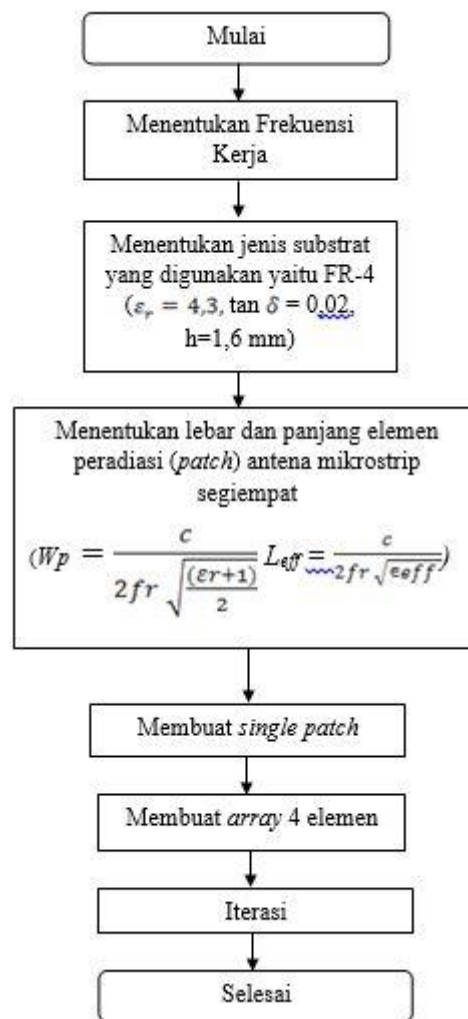 Mulai
Menentukan Frekuensi
Kerja
Menentukan jenis substrat
yang digunakan yaitu FR-4
(εr = 4,3, tan δ = 0,02,
h=1,6 mm)
Menentukan lebar dan panjang elemen
peradiasi (patch) antena mikrostrip
segiempat
(Wp = c / (2fr √((εr+1)/2)) Leff = c / (2fr √εeff))
Membuat single patch
Membuat array 4 elemen
Iterasi
Selesai